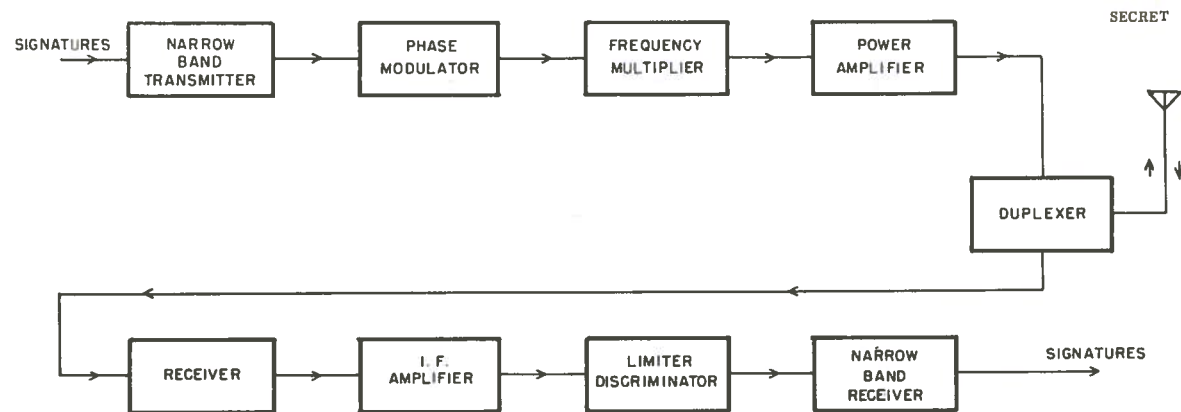 SECRET
SIGNATURES
NARROW
BAND
TRANSMITTER
PHASE
MODULATOR
FREQUENCY
MULTIPLIER
POWER
AMPLIFIER
DUPLEXER
RECEIVER
I. F.
AMPLIFIER
LIMITER
DISCRIMINATOR
NARROW
BAND
RECEIVER
SIGNATURES